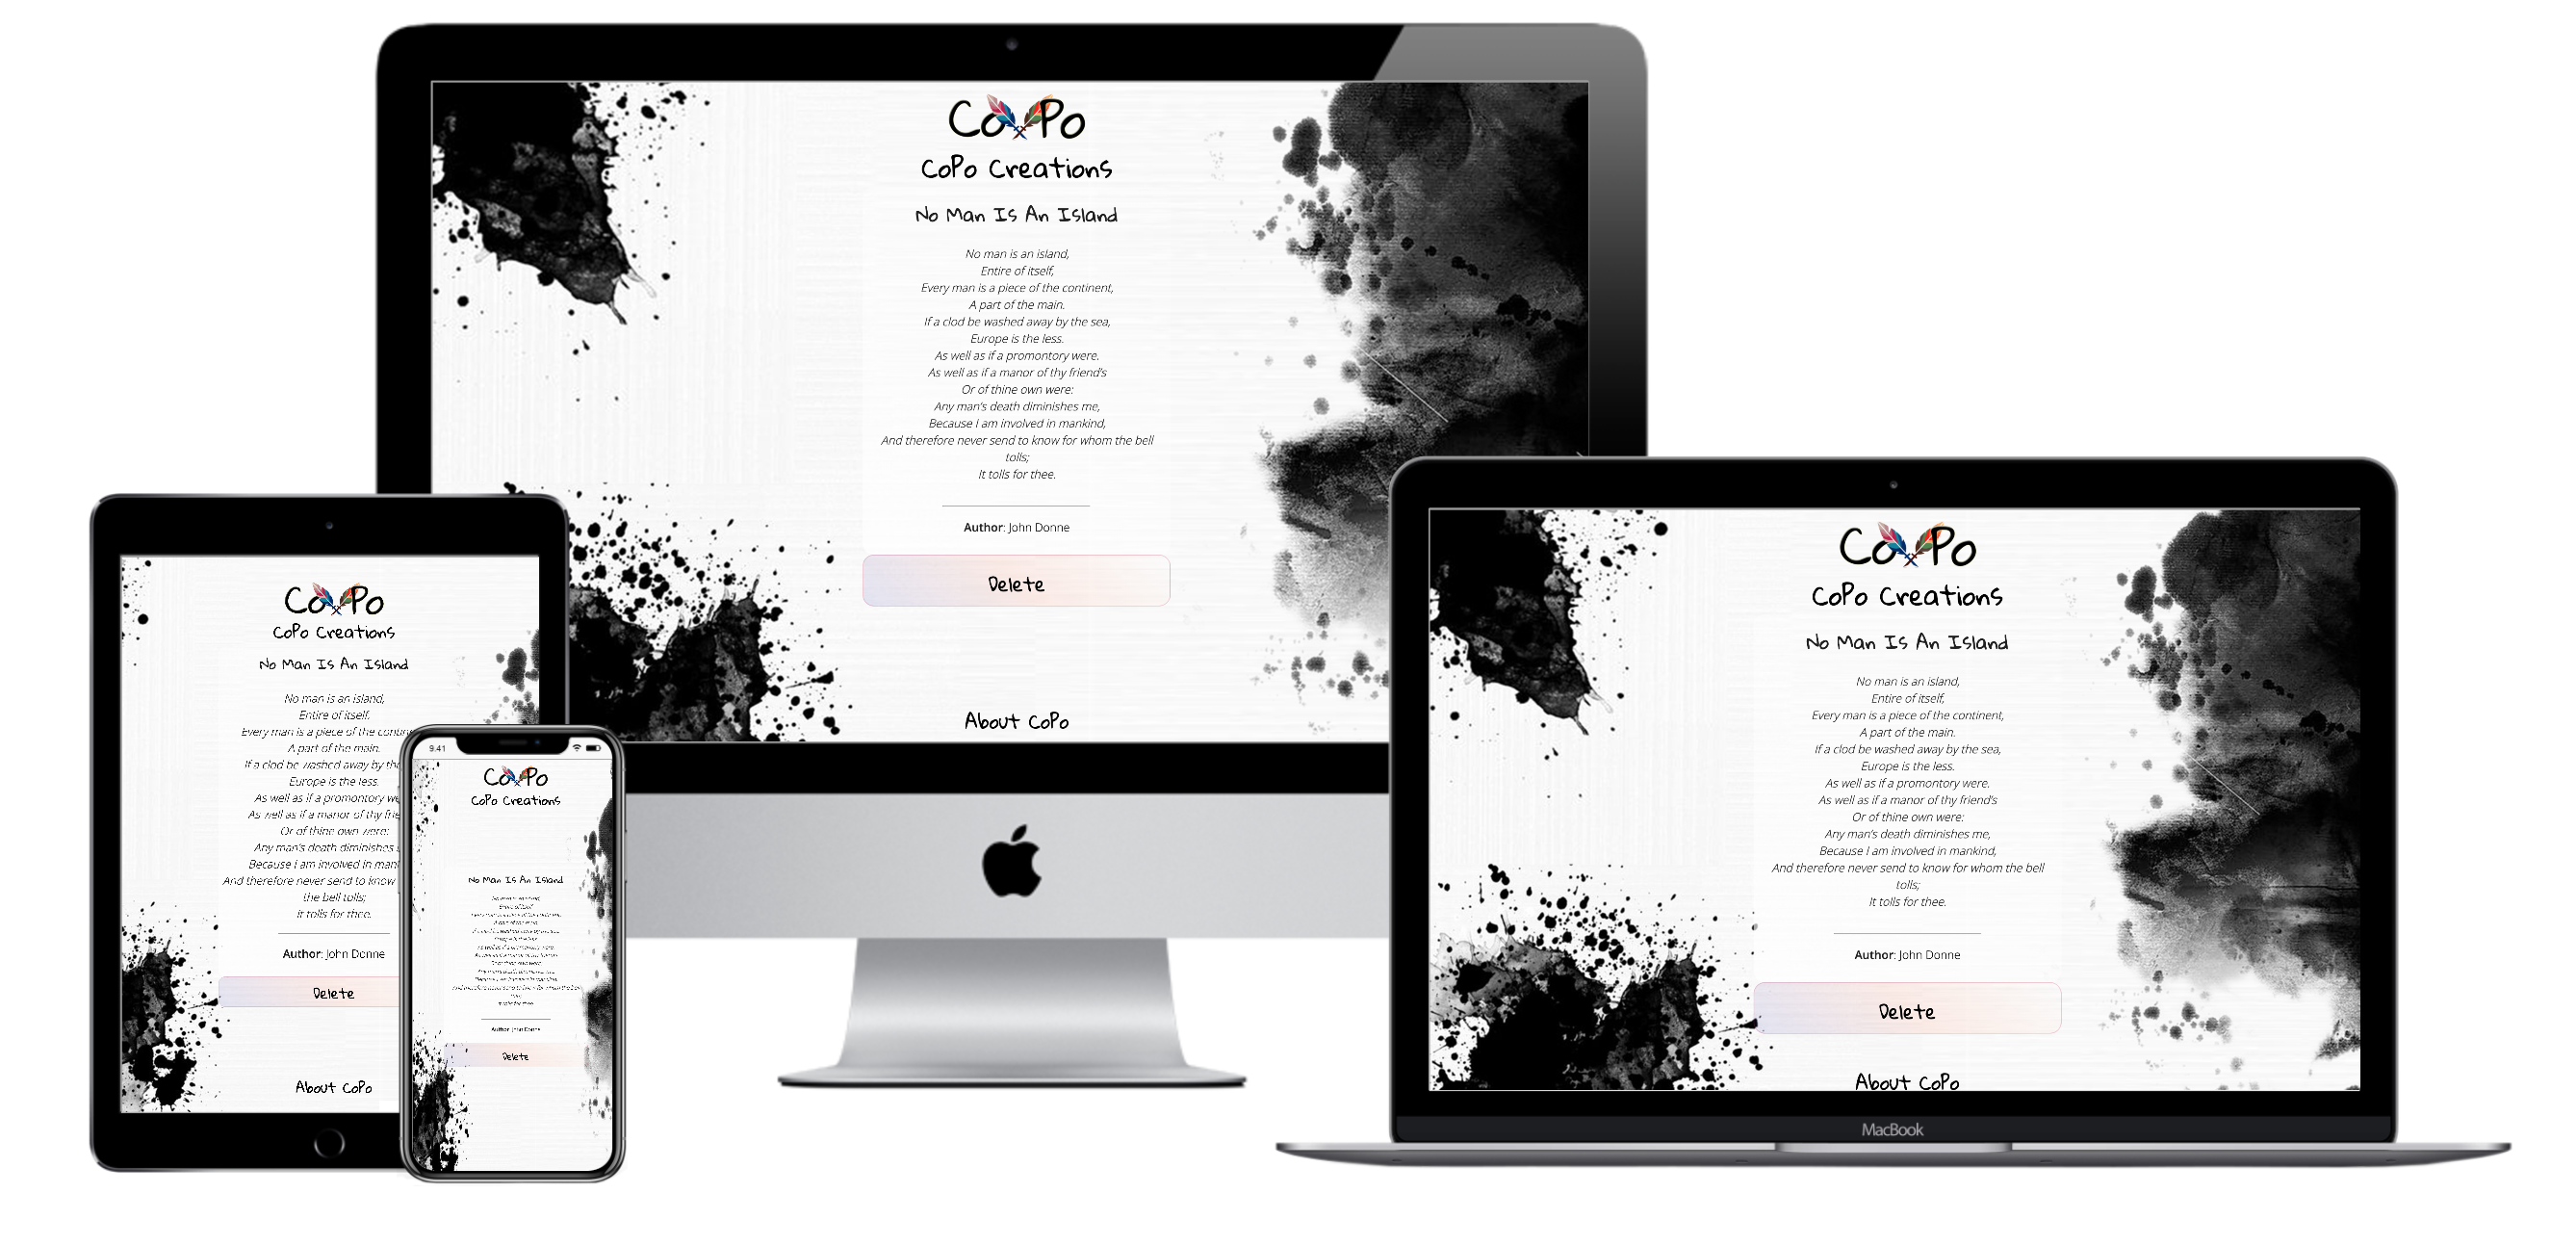 CoPo
CoPo Creations
No Man Is An Island
No man is an island,
Entire of itself,
Every man is a piece of the continent,
A part of the main.
If a clod be washed away by the sea,
Europe is the less.
As well as if a promontory were.
As well as if a manor of thy friend's
Or of thine own were:
Any man's death diminishes me,
Because I am involved in mankind,
And therefore never send to know for whom the bell
tolls;
It tolls for thee.
Author: John Donne
Delete
About CoPo
CoPo
CoPo Creations
No Man Is An Island
No man is an island,
Entire of itself,
Every man is a piece of the
A part of the main.
If a clod be washed away by
Europe is the less.
As well as if a promontory
As well as if a manor of thy
Or of thine own were:
Any man's death diminishes
Because I am involved in
And therefore never send to know
the bell tolls;
It tolls for thee.
Author: John Donne
Delete
About CoPo
9:41
CoPo
CoPo Creations
No Man Is An Island
Author: John Donne
Delete
CoPo
CoPo Creations
No Man Is An Island
No man is an island,
Entire of itself,
Every man is a piece of the continent,
A part of the main.
If a clod be washed away by the sea,
Europe is the less.
As well as if a promontory were.
As well as if a manor of thy friend's
Or of thine own were:
Any man's death diminishes me,
Because I am involved in mankind,
And therefore never send to know for whom the bell
tolls;
It tolls for thee.
Author: John Donne
Delete
About CoPo
MacBook